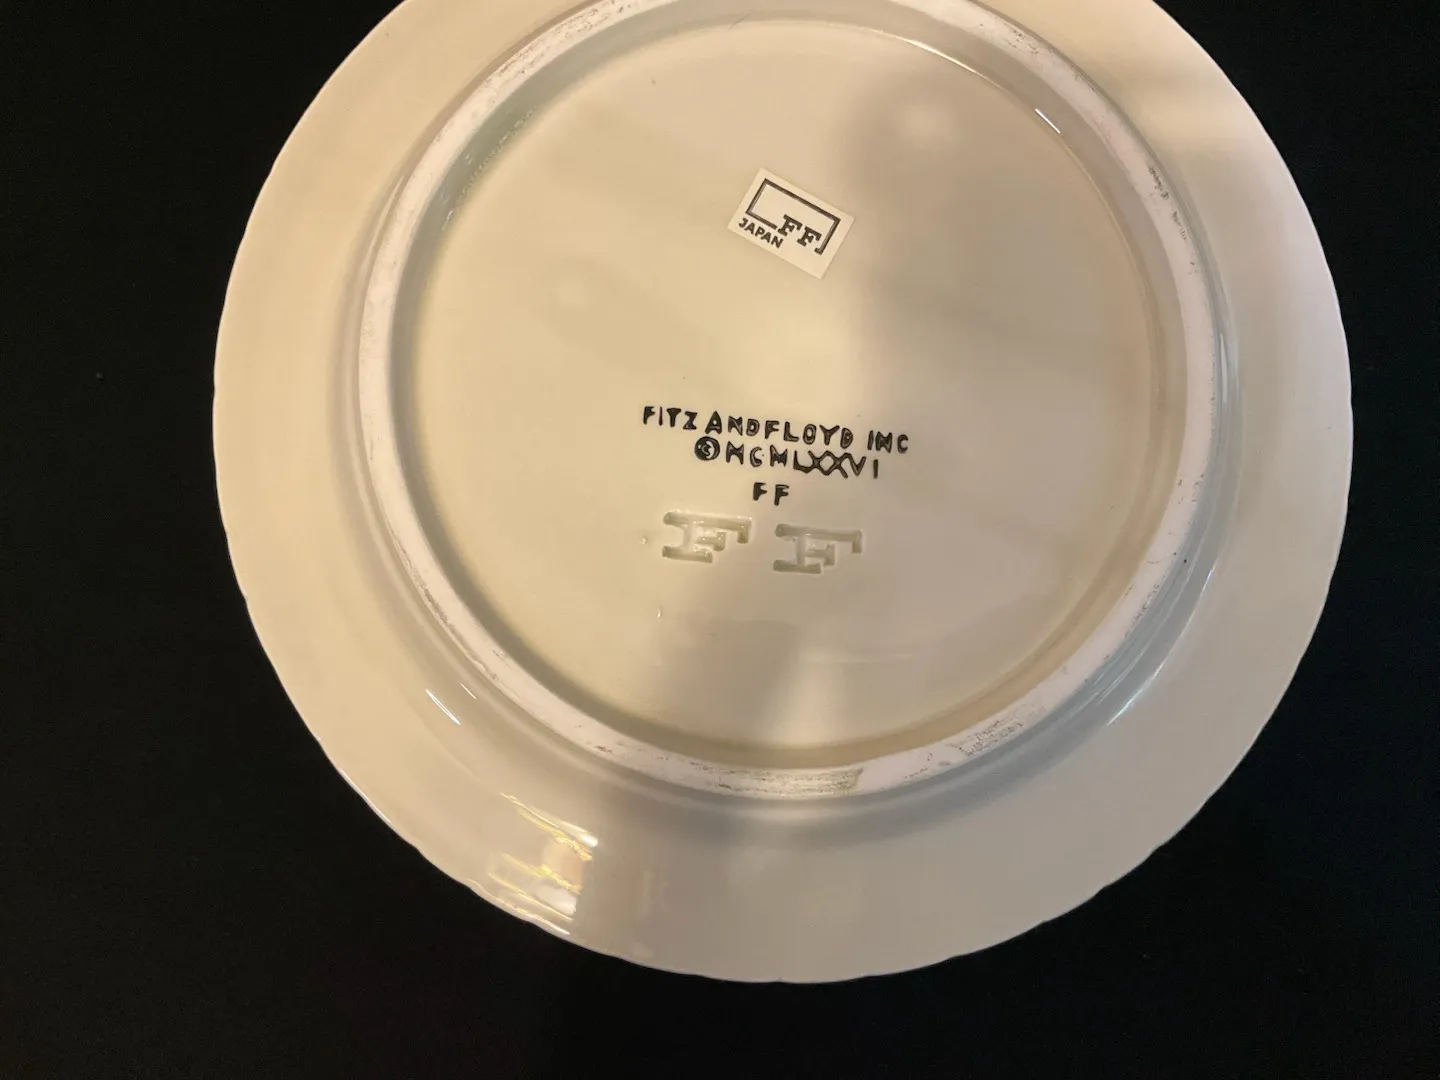 FF
JAPAN
FITZ AND FLOYD INC
© MCMLXXVI
FF
FF